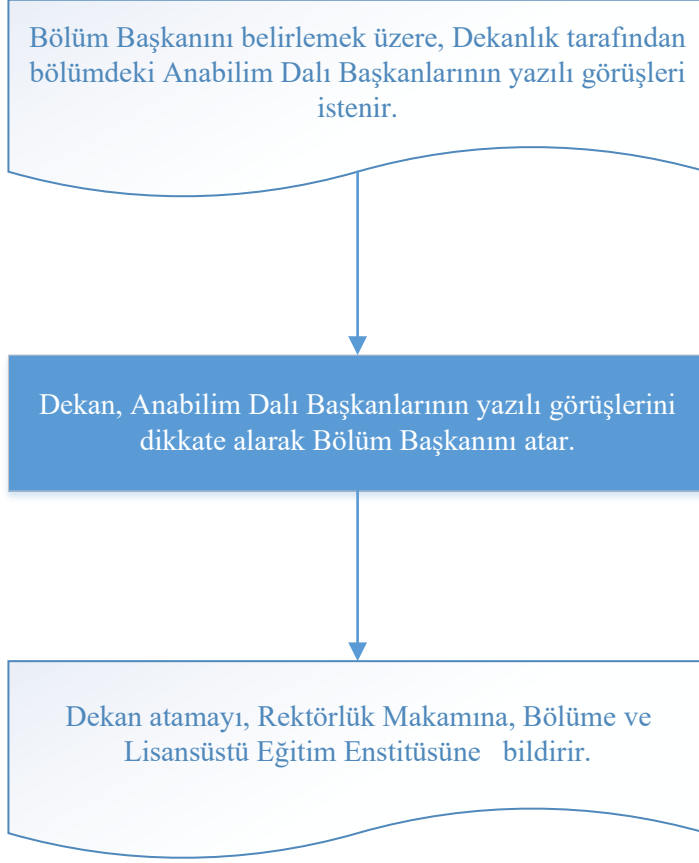 Bölüm Başkanını belirlemek üzere, Dekanlık tarafından
bölümdeki Anabilim Dalı Başkanlarının yazılı görüşleri
istenir.
Dekan, Anabilim Dalı Başkanlarının yazılı görüşlerini
dikkate alarak Bölüm Başkanını atar.
Dekan atamayı, Rektörlük Makamına, Bölüme ve
Lisansüstü Eğitim Enstitüsüne bildirir.